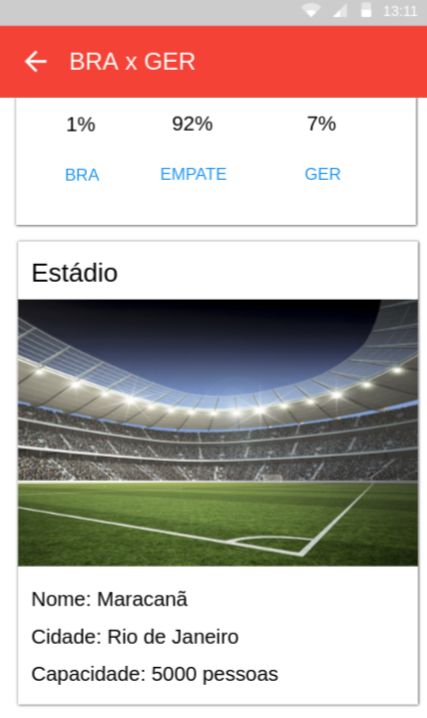 13:11
BRA x GER
1% 92% 7%
BRA EMPATE GER
Estádio
Nome: Maracanã
Cidade: Rio de Janeiro
Capacidade: 5000 pessoas